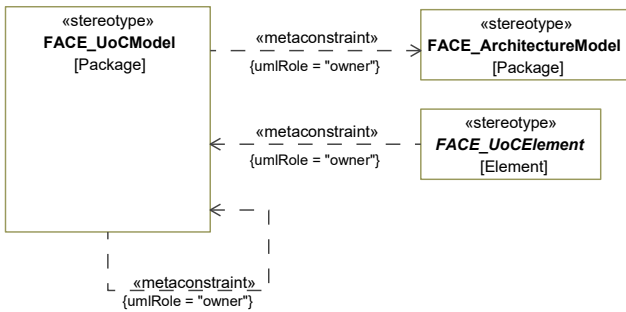 «stereotype»
FACE_UoCModel
[Package]
«metaconstraint»
{umlRole = "owner"}
«stereotype»
FACE_ArchitectureModel
[Package]
«metaconstraint»
{umlRole = "owner"}
«stereotype»
FACE_UoCElement
[Element]
«metaconstraint»
{umlRole = "owner"}